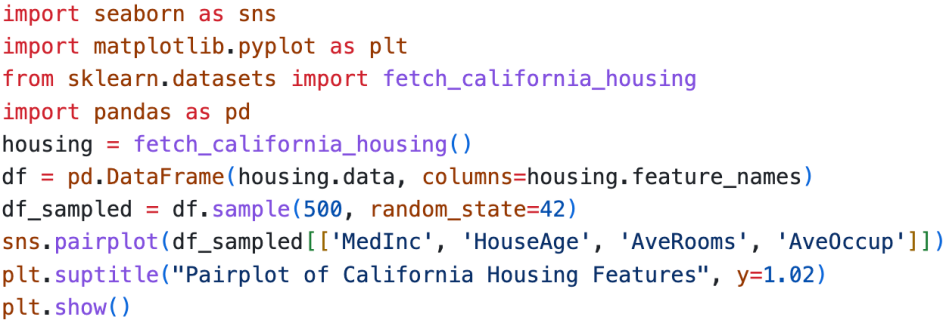 import seaborn as sns
import matplotlib.pyplot as plt
from sklearn.datasets import fetch_california_housing
import pandas as pd
housing = fetch_california_housing()
df = pd.DataFrame(housing.data, columns=housing.feature_names)
df_sampled = df.sample(500, random_state=42)
sns.pairplot(df_sampled[['MedInc', 'HouseAge', 'AveRooms', 'AveOccup']])
plt.suptitle("Pairplot of California Housing Features", y=1.02)
plt.show()